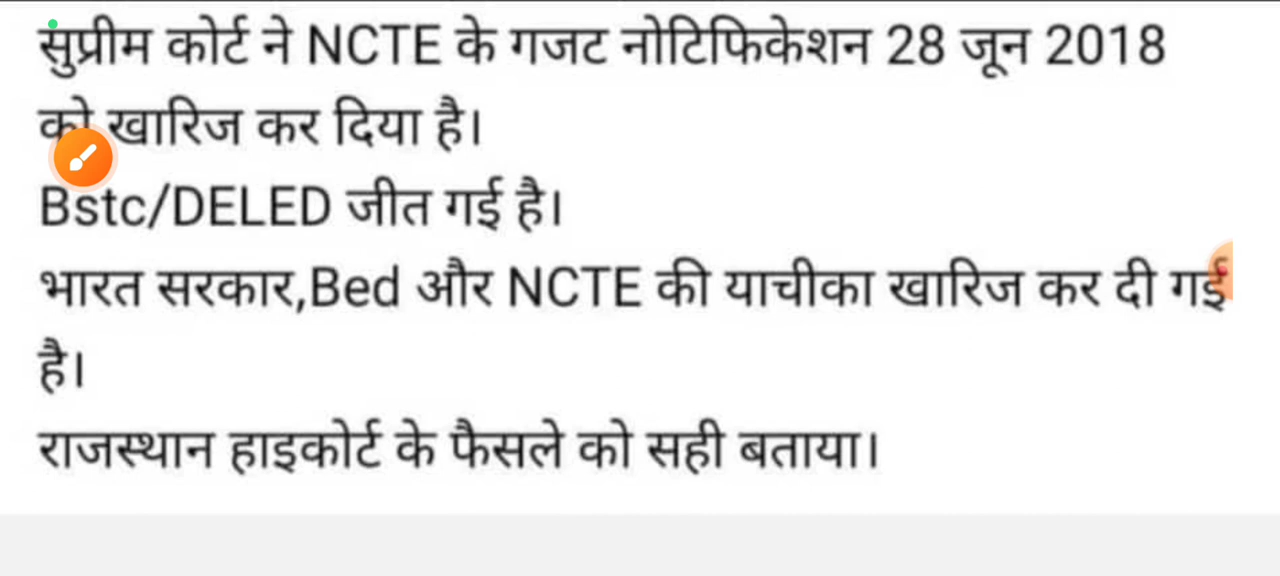 सुप्रीम कोर्ट ने NCTE के गजट नोटिफिकेशन 28 जून 2018
को खारिज कर दिया है।
Bstc/DELED जीत गई है।
भारत सरकार,Bed और NCTE की याचीका खारिज कर दी गई
है।
राजस्थान हाइकोर्ट के फैसले को सही बताया।